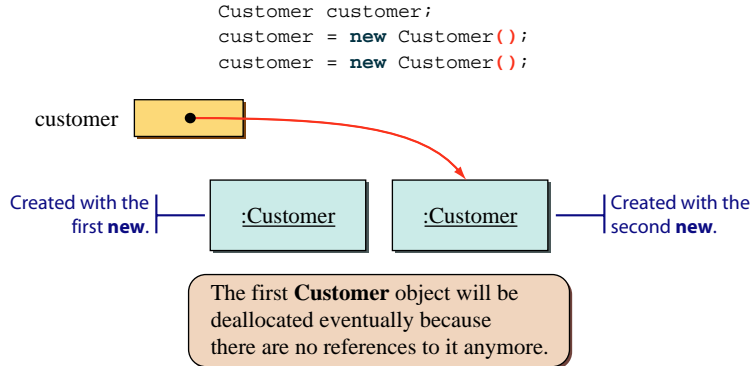 Customer customer;
customer = new Customer();
customer = new Customer();
customer
Created with the
first new.
:Customer
:Customer
Created with the
second new.
The first Customer object will be
deallocated eventually because
there are no references to it anymore.